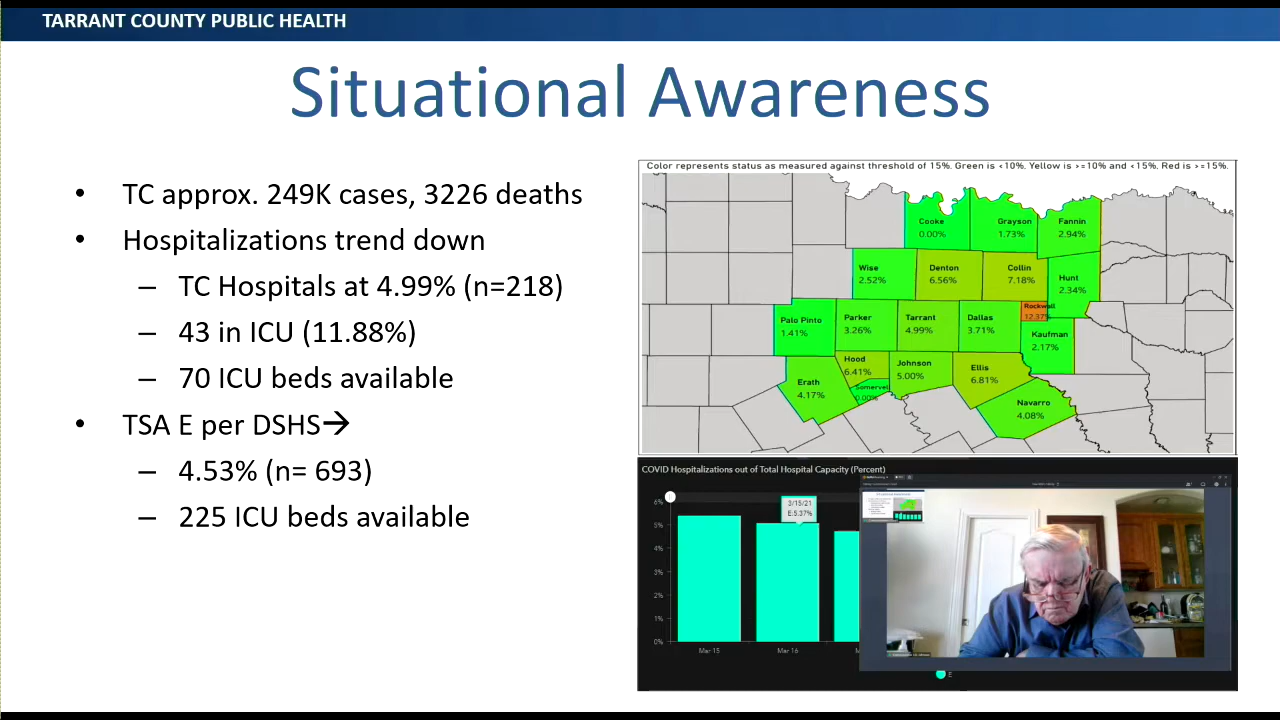 TARRANT COUNTY PUBLIC HEALTH
Situational Awareness
• TC approx. 249K cases, 3226 deaths
• Hospitalizations trend down
– TC Hospitals at 4.99% (n=218)
– 43 in ICU (11.88%)
– 70 ICU beds available
• TSA E per DSHS→
– 4.53% (n= 693)
– 225 ICU beds available
Color represents status as measured against threshold of 15%. Green is <10%, Yellow is >=10% and <15%, Red is >=15%.
Cooke
0.00%
Grayson
1.73%
Fannin
2.94%
Wise
2.52%
Denton
6.56%
Collin
7.18%
Hunt
2.34%
Rockwall
12.37%
Palo Pinto
1.41%
Parker
3.26%
Tarrant
4.99%
Dallas
3.71%
Kaufman
2.17%
Hood
6.41%
Johnson
5.00%
Ellis
6.81%
Erath
4.17%
Somervell
0.00%
Navarro
4.08%
COVID Hospitalizations out of Total Hospital Capacity (Percent)
3/15/21
E:5.37%
6%
5%
4%
3%
2%
1%
0%
Mar 15
Mar 16
E